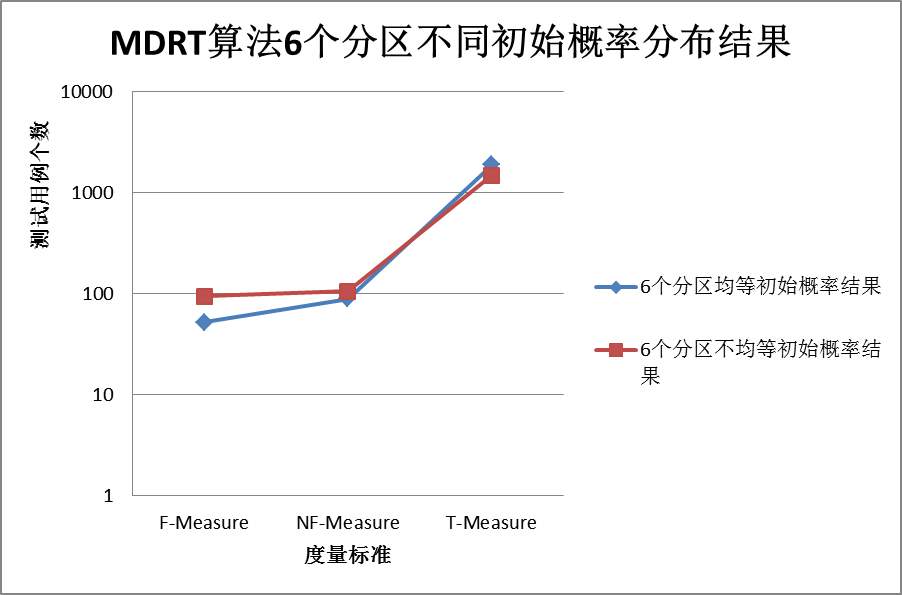 MDRT算法6个分区不同初始概率分布结果
10000
1000
100
10
1
测试用例个数
F-Measure
NF-Measure
T-Measure
度量标准
6个分区均等初始概率结果
6个分区不均等初始概率结
果